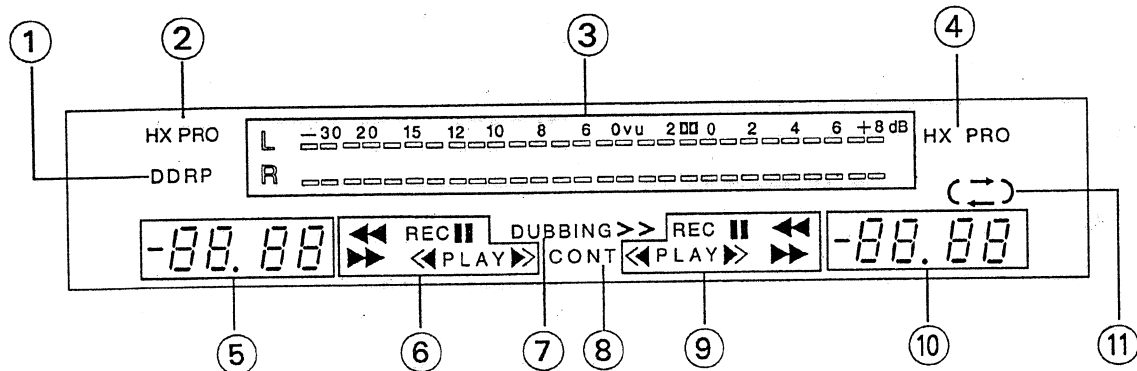 ① ② ③ ④
HX PRO L −30 20 15 12 10 8 6 0vu 2 0 2 4 6 +8 dB HX PRO
DDRP R
-88.88 REC DUBBING >> REC -88.88
PLAY CONT PLAY
⑤ ⑥ ⑦ ⑧ ⑨ ⑩ ⑪